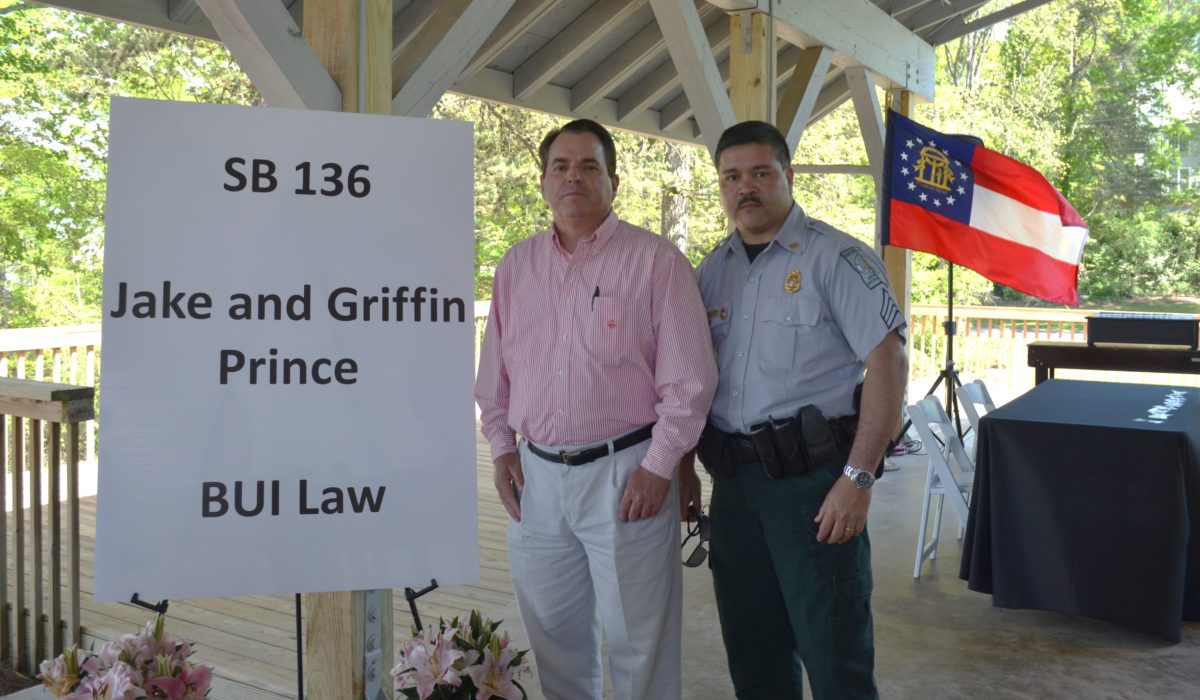 SB 136
Jake and Griffin
Prince
BUI Law